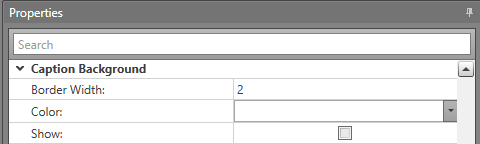 Properties
Search
Caption Background
Border Width: 2
Color:
Show: